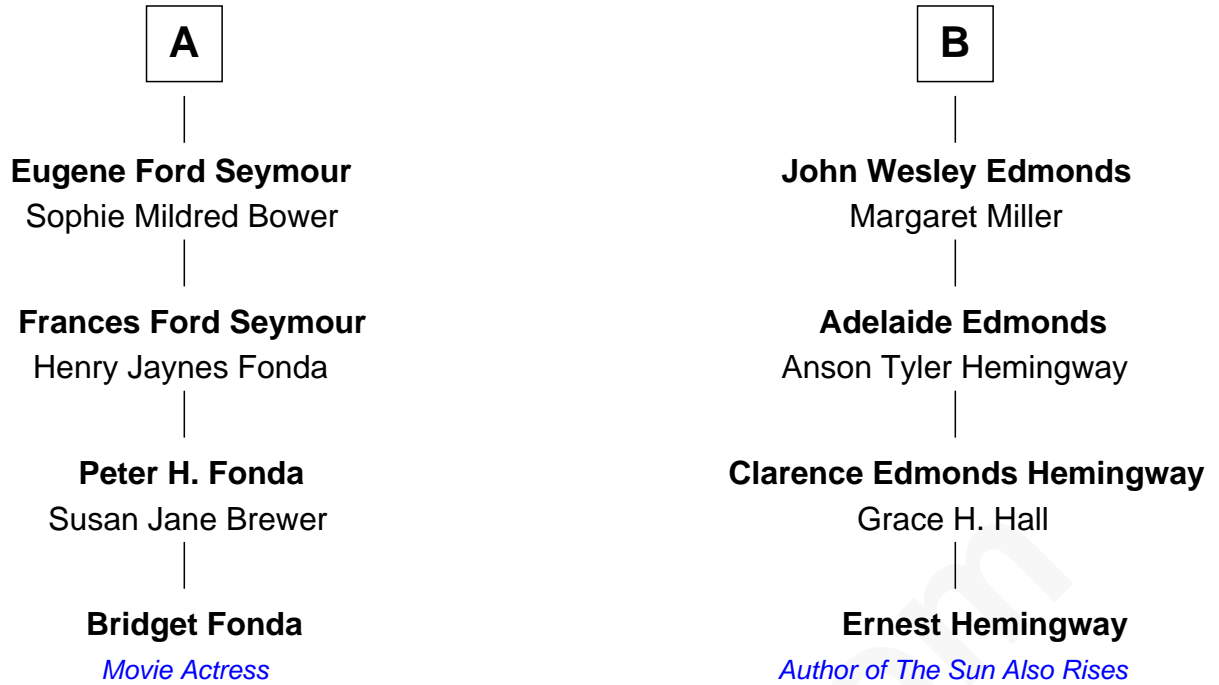 A
Eugene Ford Seymour
Sophie Mildred Bower
Frances Ford Seymour
Henry Jaynes Fonda
Peter H. Fonda
Susan Jane Brewer
Bridget Fonda
Movie Actress
B
John Wesley Edmonds
Margaret Miller
Adelaide Edmonds
Anson Tyler Hemingway
Clarence Edmonds Hemingway
Grace H. Hall
Ernest Hemingway
Author of The Sun Also Rises